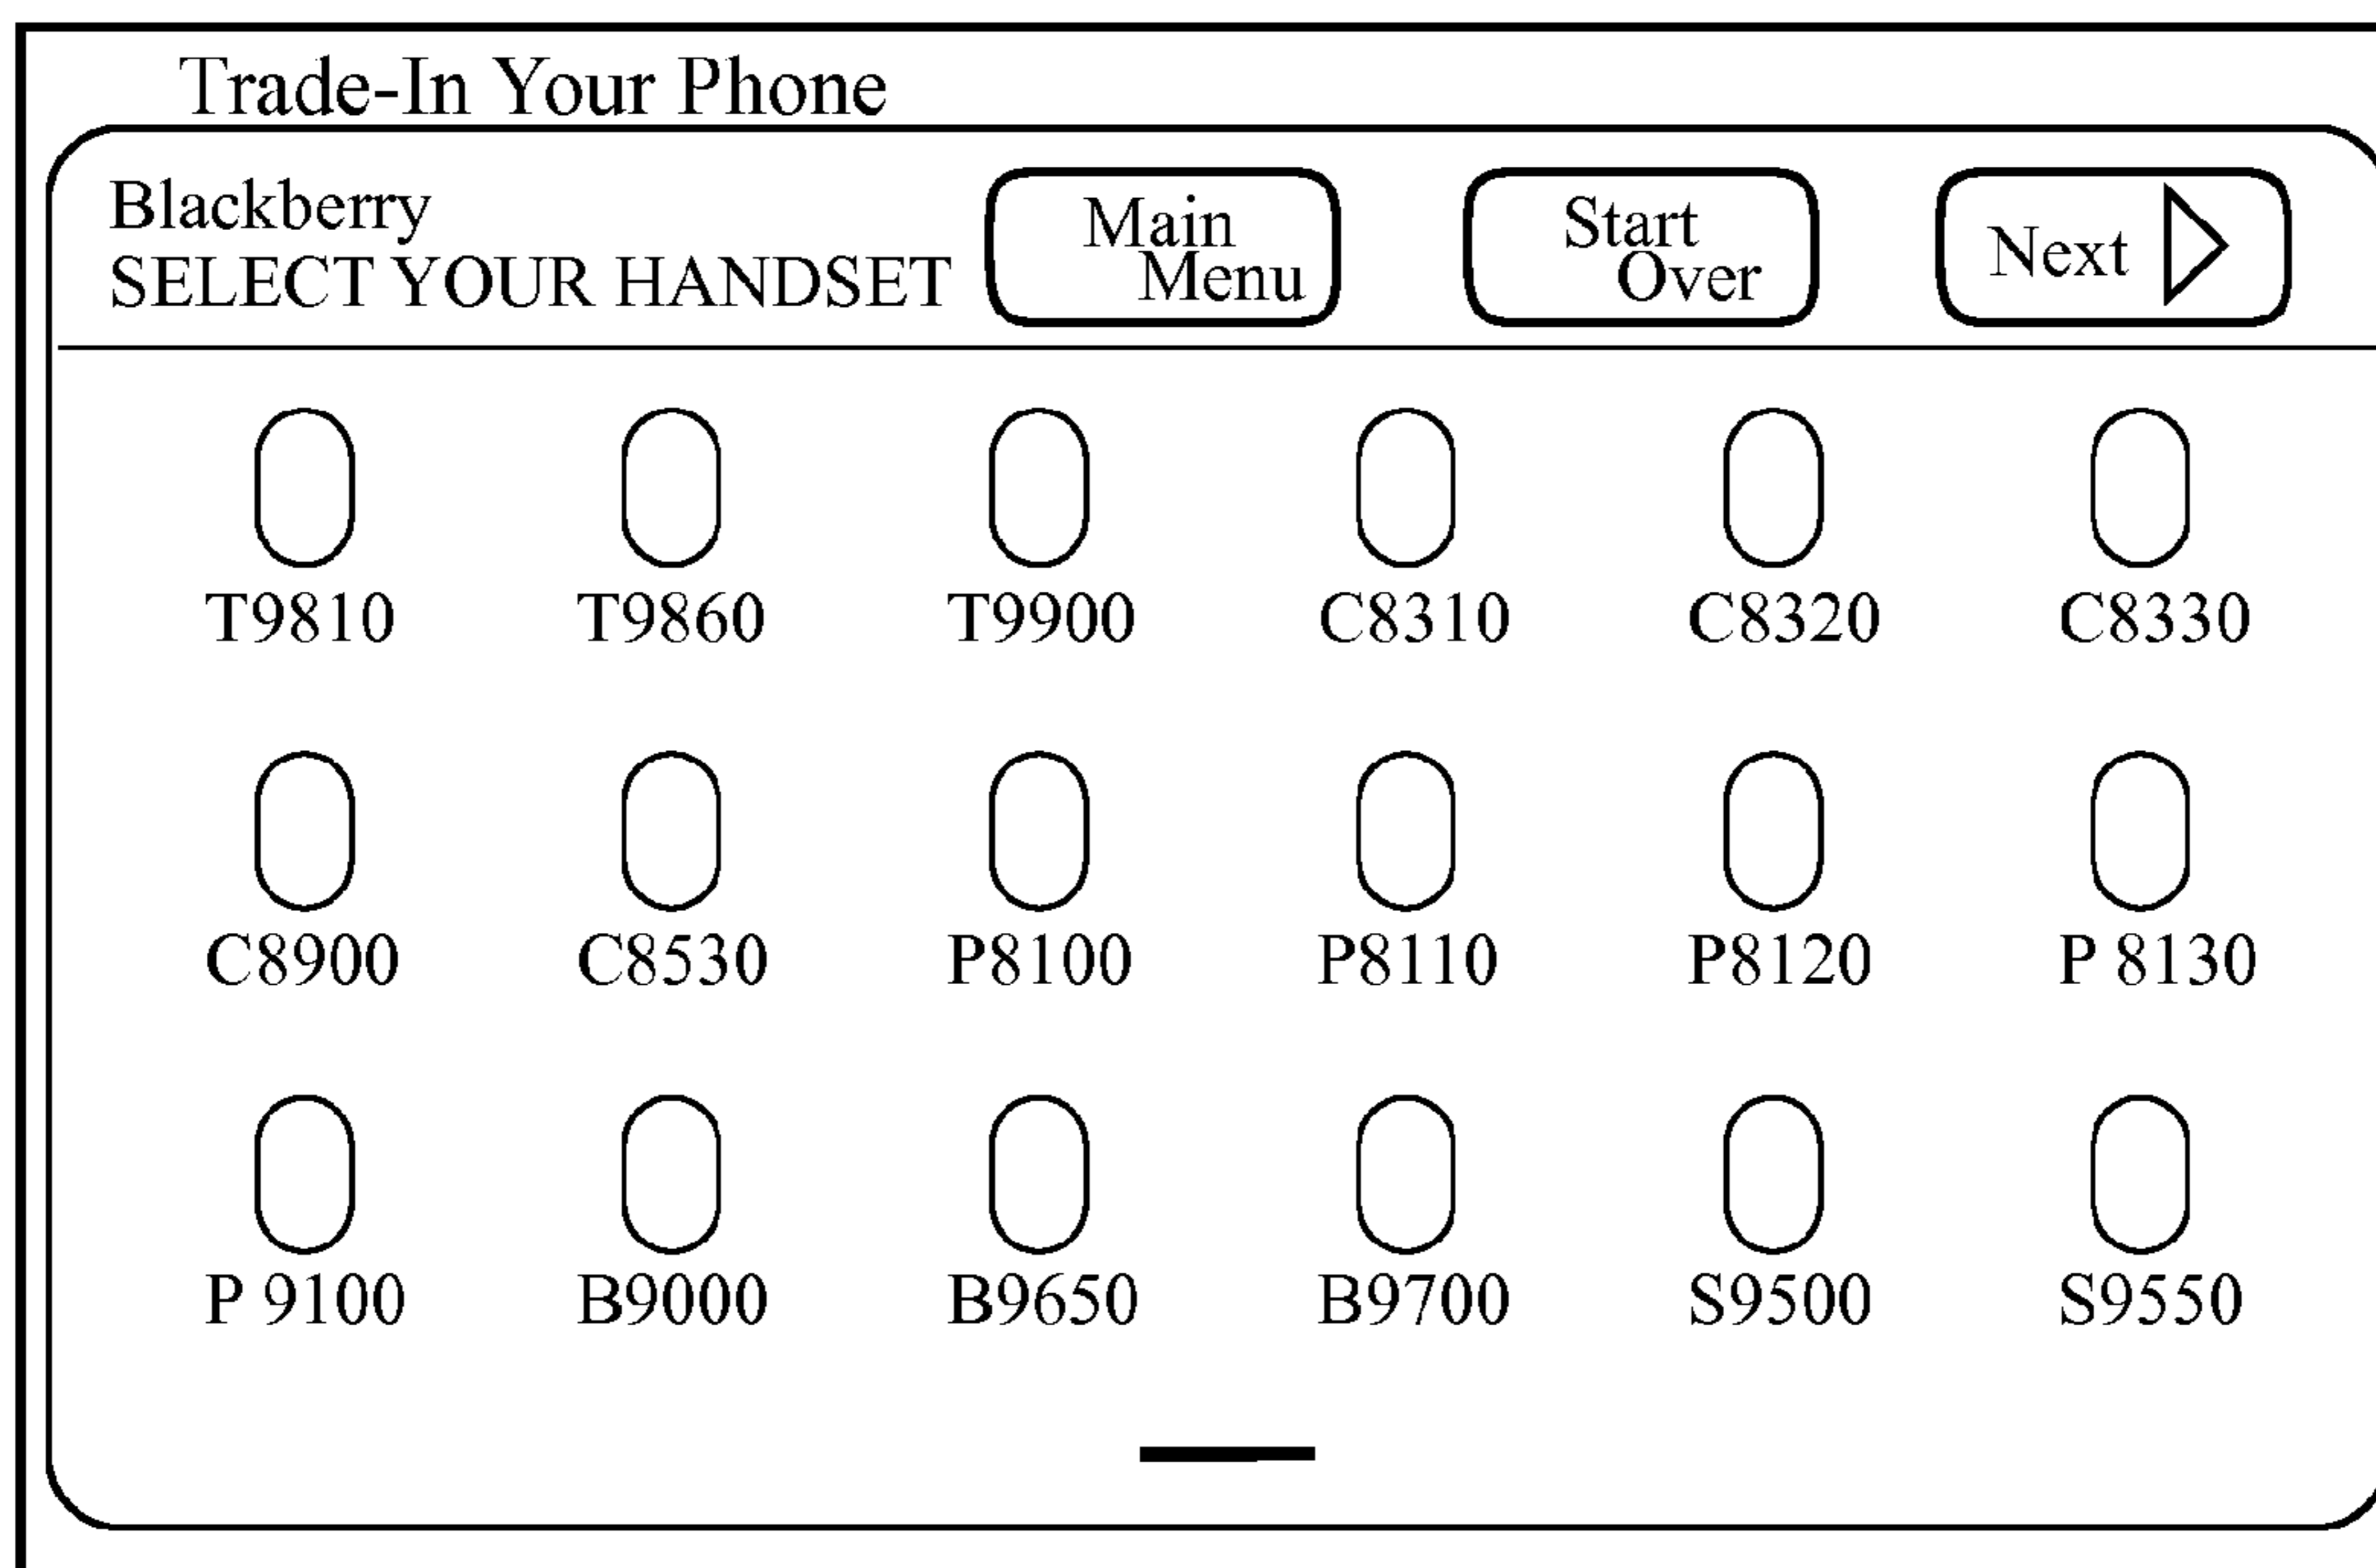 Trade-In Your Phone
Blackberry
SELECT YOUR HANDSET
Main
Menu
Start
Over
Next
T9810 T9860 T9900 C8310 C8320 C8330
C8900 C8530 P8100 P8110 P8120 P 8130
P 9100 B9000 B9650 B9700 S9500 S9550